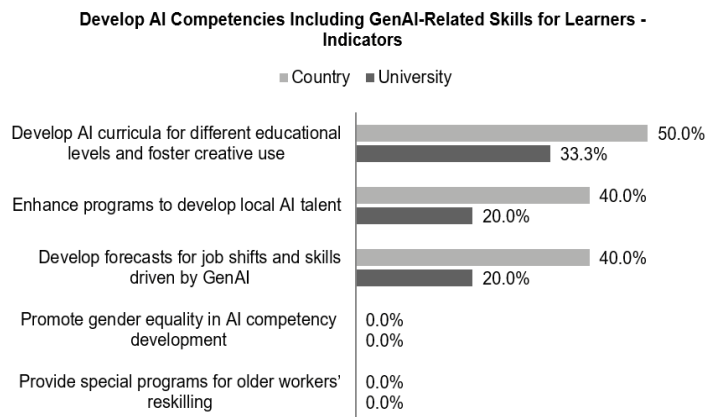 Develop AI Competencies Including GenAI-Related Skills for Learners -
Indicators
Country University
Develop AI curricula for different educational
levels and foster creative use
50.0%
33.3%
Enhance programs to develop local AI talent
40.0%
20.0%
Develop forecasts for job shifts and skills
driven by GenAI
40.0%
20.0%
Promote gender equality in AI competency
development
0.0%
0.0%
Provide special programs for older workers’
reskilling
0.0%
0.0%